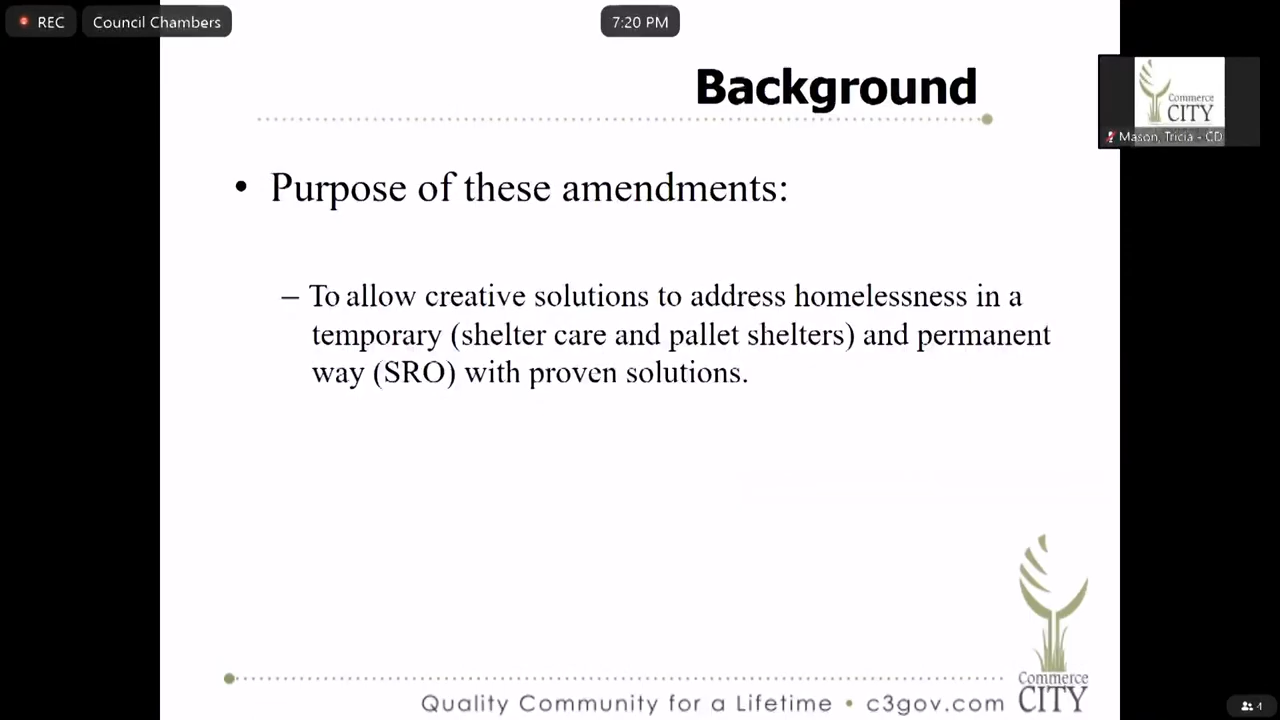 REC
Council Chambers
7:20 PM
Background
Commerce
CITY
Mason, Tricia - CD
• Purpose of these amendments:
– To allow creative solutions to address homelessness in a
temporary (shelter care and pallet shelters) and permanent
way (SRO) with proven solutions.
Commerce
CITY
Quality Community for a Lifetime • c3gov.com
4